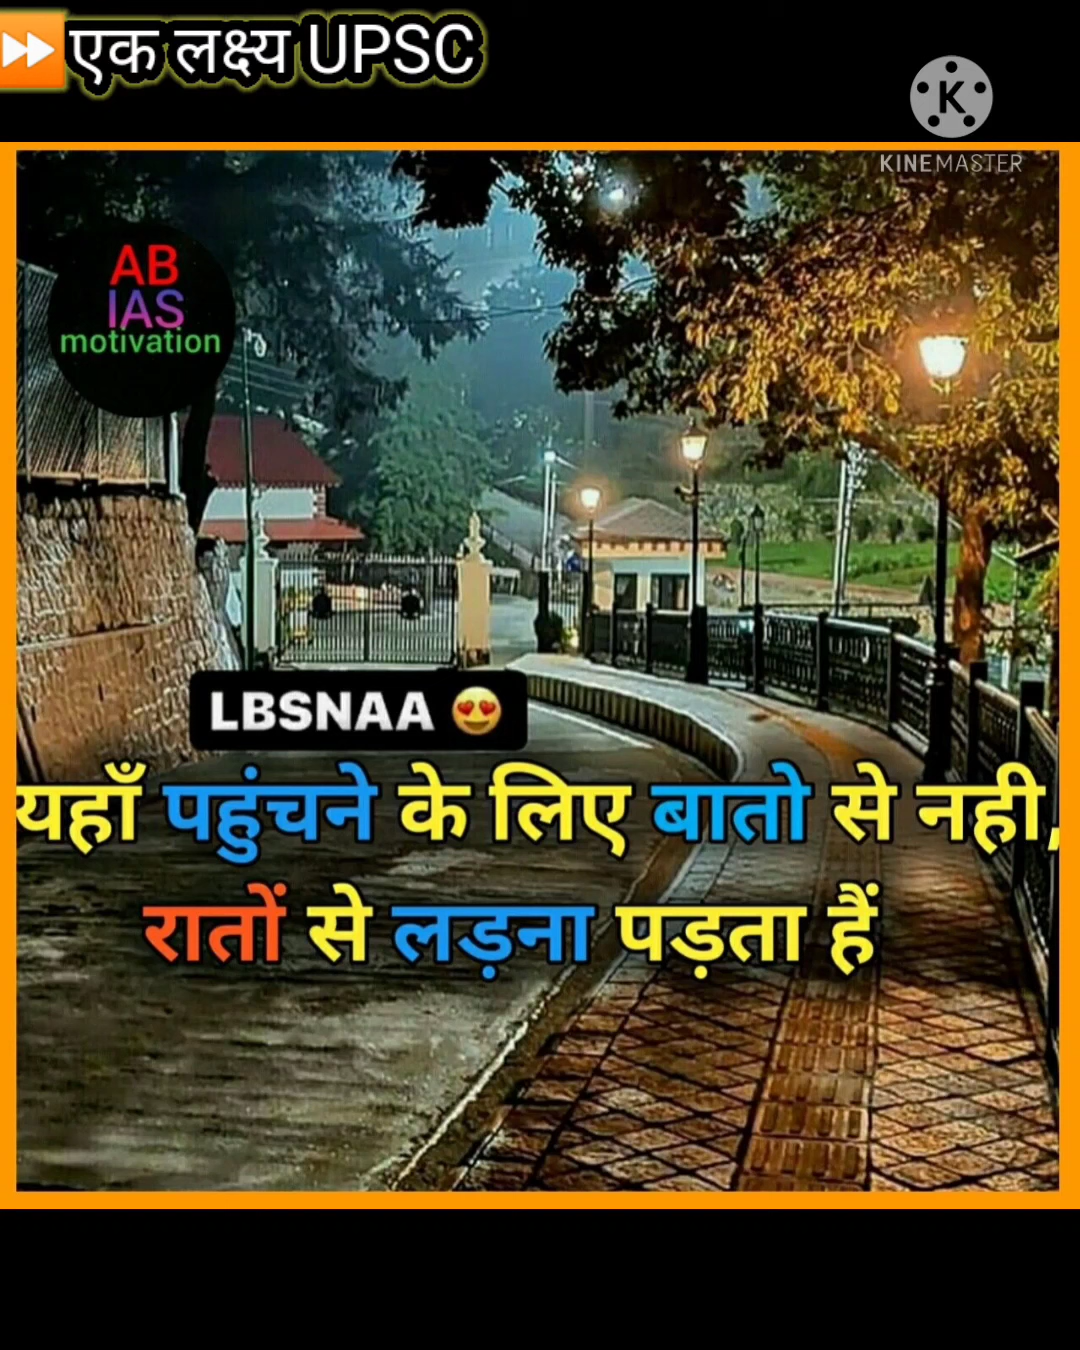 ⏩एक लक्ष्य UPSC
K
KINEMASTER
AB
IAS
motivation
LBSNAA 😍
यहाँ पहुंचने के लिए बातो से नही,
रातों से लड़ना पड़ता हैं